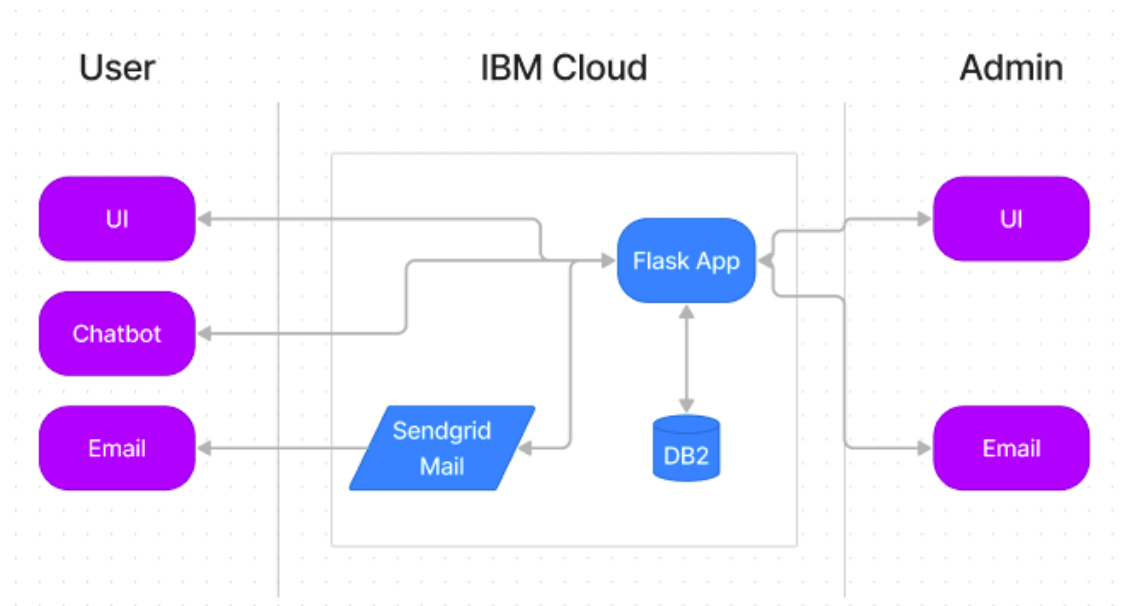 User
IBM Cloud
Admin
UI
Flask App
UI
Chatbot
Email
Sendgrid
Mail
DB2
Email